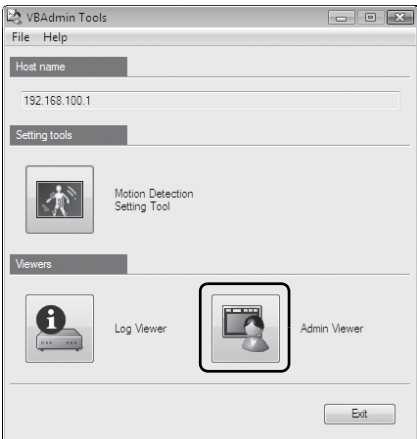 VBAdmin Tools
File Help
Host name
192.168.100.1
Setting tools
Motion Detection
Setting Tool
Viewers
Log Viewer
Admin Viewer
Exit